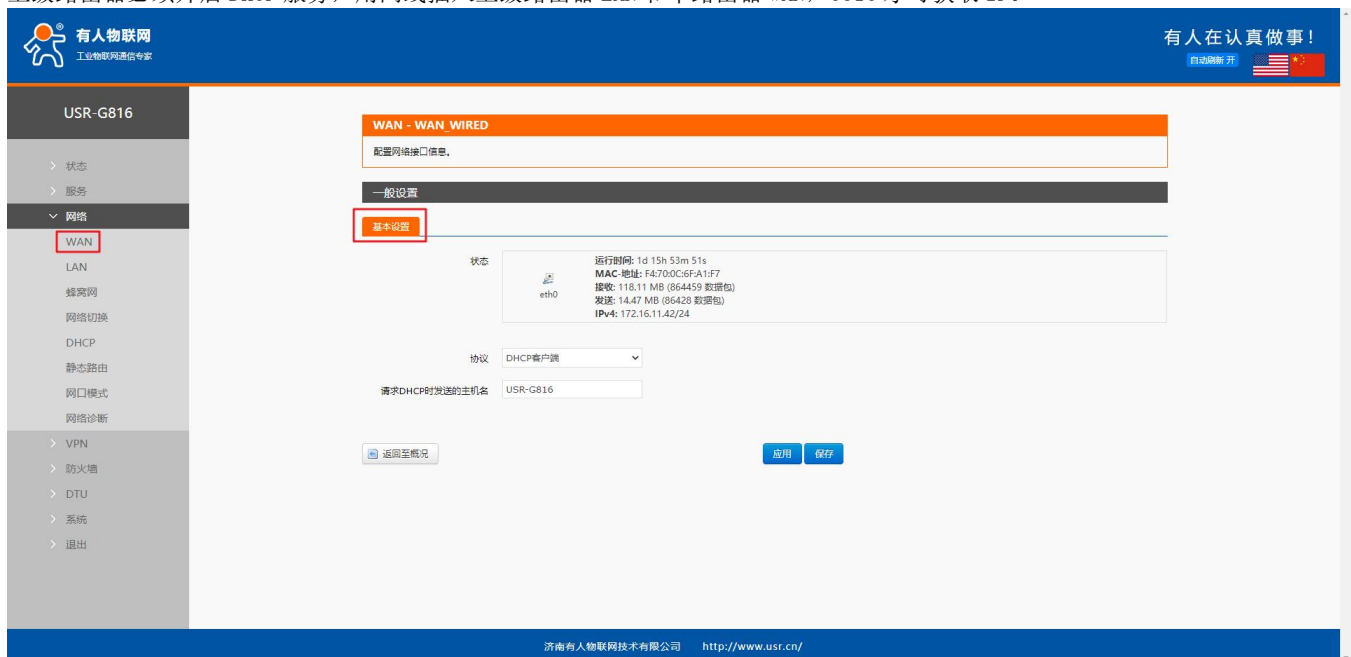 有人物联网
®
工业物联网通信专家
有人在认真做事!
自动刷新 开
USR-G816
状态
服务
网络
WAN
LAN
蜂窝网
网络切换
DHCP
静态路由
网口模式
网络诊断
VPN
防火墙
DTU
系统
退出
WAN - WAN_WIRED
配置网络接口信息。
一般设置
基本设置
状态
eth0
运行时间: 1d 15h 53m 51s
MAC-地址: F4:70:0C:6F:A1:F7
接收: 118.11 MB (864459 数据包)
发送: 14.47 MB (86428 数据包)
IPv4: 172.16.11.42/24
协议 DHCP客户端
请求DHCP时发送的主机名 USR-G816
返回至概况
应用 保存
济南有人物联网技术有限公司 http://www.usr.cn/